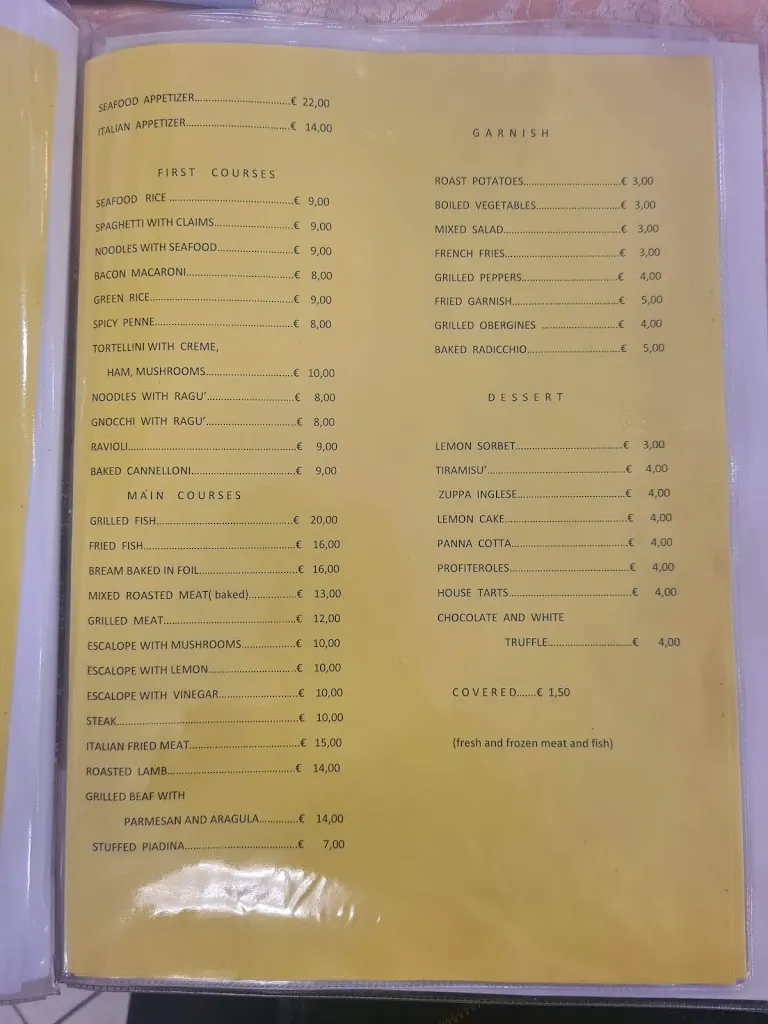 SEAFOOD APPETIZER................................€ 22,00
ITALIAN APPETIZER...................................€ 14,00
FIRST COURSES
SEAFOOD RICE ..........................................€ 9,00
SPAGHETTI WITH CLAIMS...........................€ 9,00
NOODLES WITH SEAFOOD..........................€ 9,00
BACON MACARONI....................................€ 8,00
GREEN RICE................................................€ 9,00
SPICY PENNE..............................................€ 8,00
TORTELLINI WITH CREME,
HAM, MUSHROOMS.............................€ 10,00
NOODLES WITH RAGU'.............................€ 8,00
GNOCCHI WITH RAGU'..............................€ 8,00
RAVIOLI........................................................€ 9,00
BAKED CANNELLONI...................................€ 9,00
MAIN COURSES
GRILLED FISH..............................................€ 20,00
FRIED FISH..................................................€ 16,00
BREAM BAKED IN FOIL................................€ 16,00
MIXED ROASTED MEAT( baked)................€ 13,00
GRILLED MEAT............................................€ 12,00
ESCALOPE WITH MUSHROOMS..................€ 10,00
ESCALOPE WITH LEMON.............................€ 10,00
ESCALOPE WITH VINEGAR..........................€ 10,00
STEAK............................................................€ 10,00
ITALIAN FRIED MEAT.....................................€ 15,00
ROASTED LAMB...........................................€ 14,00
GRILLED BEAF WITH
PARMESAN AND ARAGULA.............€ 14,00
STUFFED PIADINA......................................€ 7,00
GARNISH
ROAST POTATOES................................€ 3,00
BOILED VEGETABLES............................€ 3,00
MIXED SALAD.......................................€ 3,00
FRENCH FRIES......................................€ 3,00
GRILLED PEPPERS.................................€ 4,00
FRIED GARNISH....................................€ 5,00
GRILLED OBERGINES ..........................€ 4,00
BAKED RADICCHIO...............................€ 5,00
DESSERT
LEMON SORBET....................................€ 3,00
TIRAMISU'..............................................€ 4,00
ZUPPA INGLESE....................................€ 4,00
LEMON CAKE.........................................€ 4,00
PANNA COTTA.......................................€ 4,00
PROFITEROLES........................................€ 4,00
HOUSE TARTS.........................................€ 4,00
CHOCOLATE AND WHITE
TRUFFLE............................€ 4,00
COVERED.......€ 1,50
(fresh and frozen meat and fish)